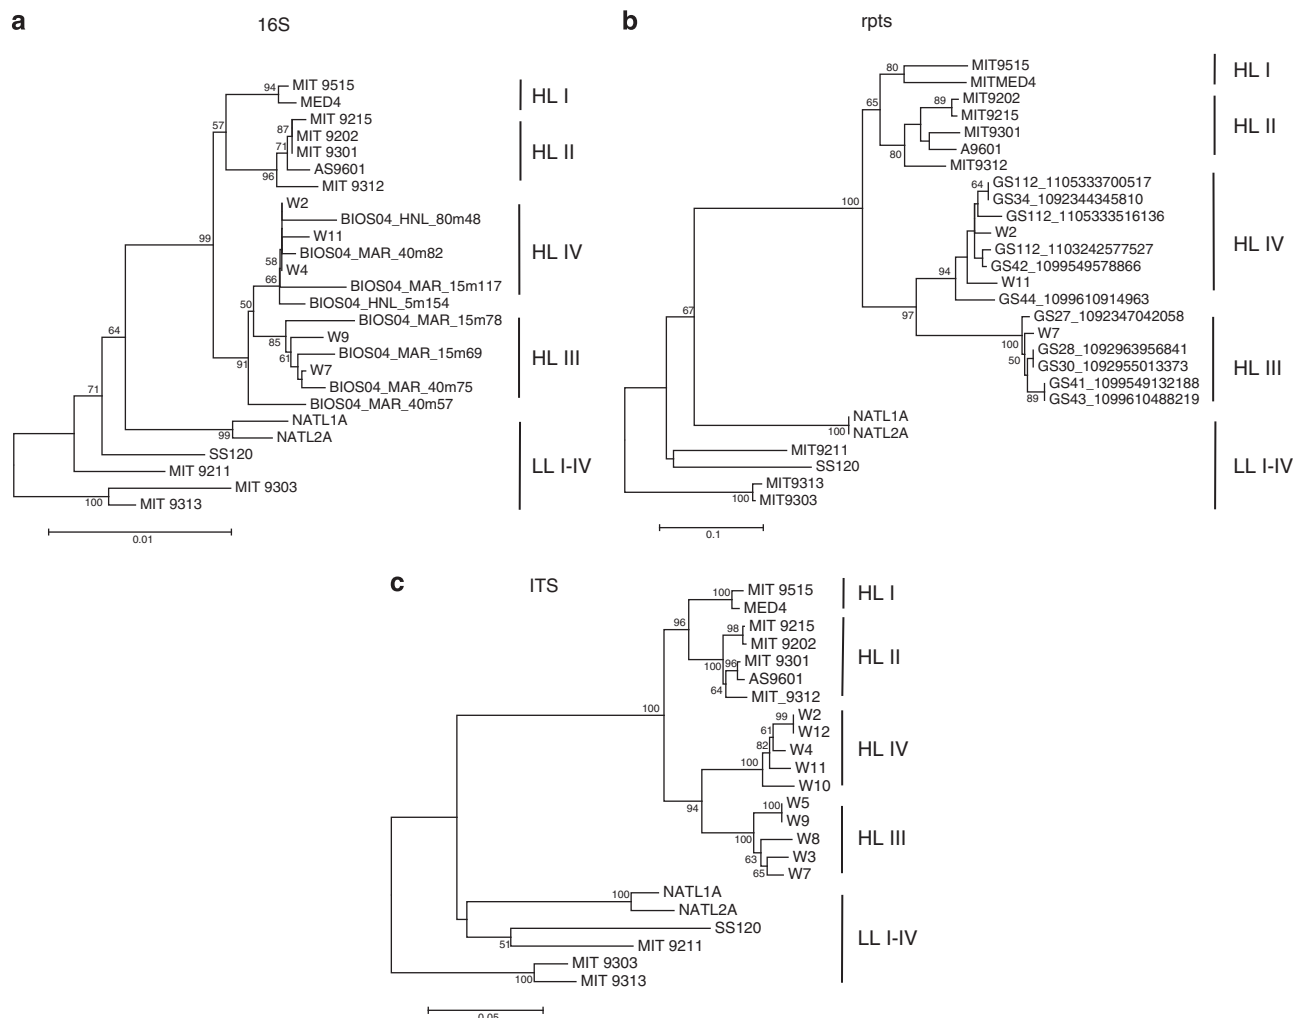 a
16S
94
MIT 9515
MED4
HL I
57
MIT 9215
87
MIT 9202
71
MIT 9301
AS9601
96
MIT 9312
HL II
99
W2
BIOS04_HNL_80m48
W11
BIOS04_MAR_40m82
58
W4
66
BIOS04_MAR_15m117
BIOS04_HNL_5m154
HL IV
50
BIOS04_MAR_15m78
W9
85
BIOS04_MAR_15m69
61
W7
91
BIOS04_MAR_40m75
BIOS04_MAR_40m57
HL III
64
71
NATL1A
99
NATL2A
SS120
MIT 9211
MIT 9303
100
MIT 9313
LL I-IV
0.01
b
rpts
80
MIT9515
MITMED4
HL I
65
89
MIT9202
MIT9215
MIT9301
A9601
80
MIT9312
HL II
100
64
GS112_1105333700517
GS34_1092344345810
GS112_1105333516136
W2
GS112_1103242577527
GS42_1099549578866
94
W11
GS44_1099610914963
HL IV
97
GS27_1092347042058
W7
100
GS28_1092963956841
50
GS30_1092955013373
GS41_1099549132188
89
GS43_1099610488219
HL III
67
NATL1A
100
NATL2A
MIT9211
SS120
MIT9313
100
MIT9303
LL I-IV
0.1
c
ITS
100
MIT 9515
MED4
HL I
96
98
MIT 9215
MIT 9202
100
96
MIT 9301
AS9601
64
MIT_9312
HL II
100
99
W2
W12
61
W4
82
W11
100
W10
HL IV
94
100
W5
W9
100
W8
63
W3
65
W7
HL III
100
NATL1A
NATL2A
SS120
51
MIT 9211
MIT 9303
100
MIT 9313
LL I-IV
0.05